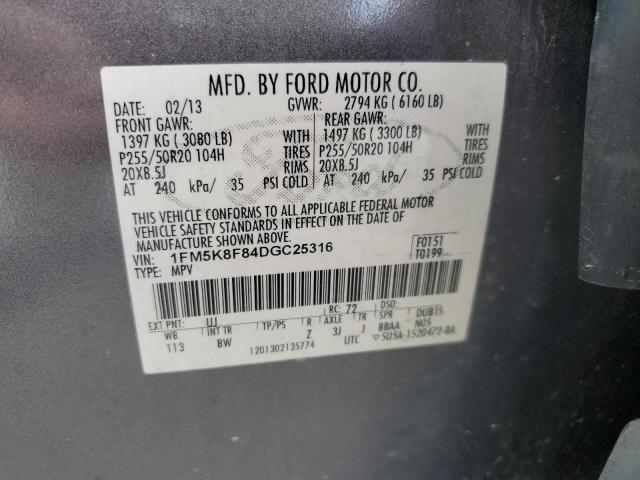 MFD. BY FORD MOTOR CO.
DATE: 02/13 GVWR: 2794 KG ( 6160 LB)
FRONT GAWR: REAR GAWR:
1397 KG ( 3080 LB) WITH 1497 KG ( 3300 LB) WITH
P255/50R20 104H TIRES P255/50R20 104H TIRES
20X8.5J RIMS 20X8.5J RIMS
AT 240 kPa/ 35 PSI COLD AT 240 kPa/ 35 PSI COLD
THIS VEHICLE CONFORMS TO ALL APPLICABLE FEDERAL MOTOR
VEHICLE SAFETY STANDARDS IN EFFECT ON THE DATE OF
MANUFACTURE SHOWN ABOVE.
VIN: 1FM5K8F84DGC25316 F0151
TYPE: MPV T0199
RC: 72 DSO:
EXT PNT: UJ
WB INT TR TP/PS R AXLE TR SPR DUB15
113 BW Z 3J J BBAA N05
1201302135774 UTC 5U5A-1520472-BA